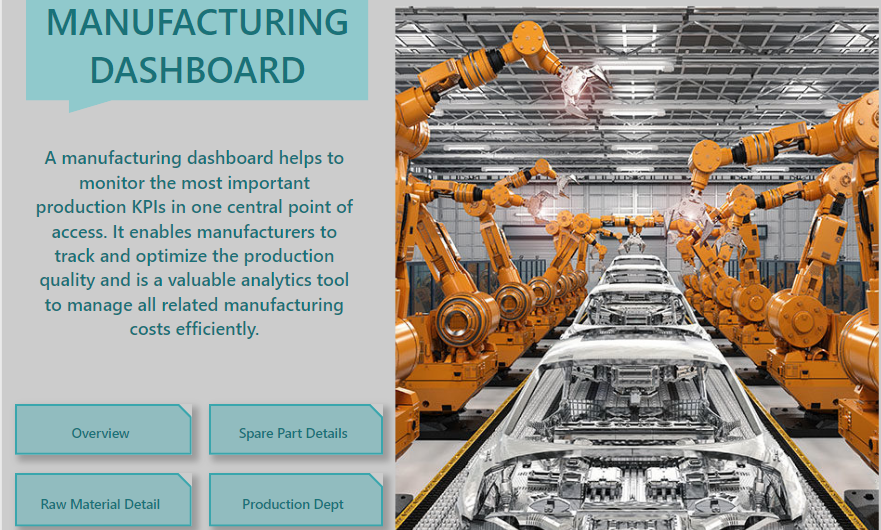 MANUFACTURING
DASHBOARD
A manufacturing dashboard helps to
monitor the most important
production KPIs in one central point of
access. It enables manufacturers to
track and optimize the production
quality and is a valuable analytics tool
to manage all related manufacturing
costs efficiently.
Overview
Spare Part Details
Raw Material Detail
Production Dept